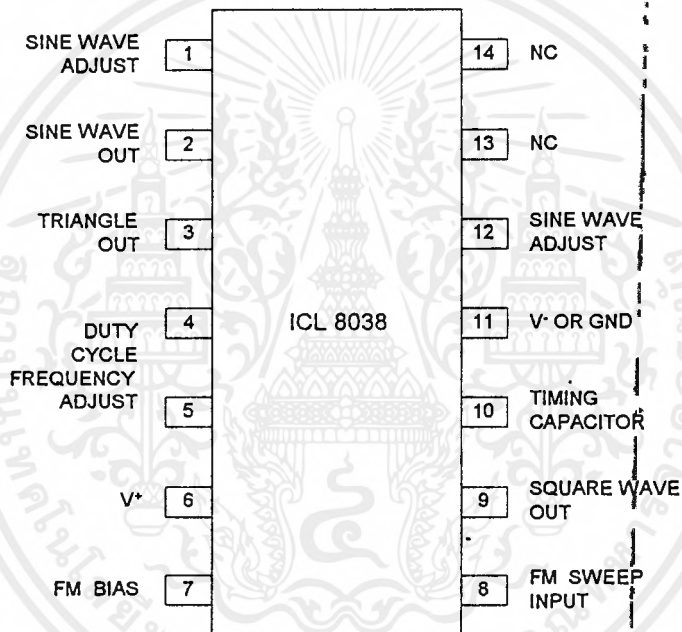 SINE WAVE
ADJUST
1
SINE WAVE
OUT
2
TRIANGLE
OUT
3
DUTY
CYCLE
FREQUENCY
ADJUST
4
5
V+
6
FM BIAS
7
ICL 8038
14
NC
13
NC
12
SINE WAVE
ADJUST
11
V- OR GND
10
TIMING
CAPACITOR
9
SQUARE WAVE
OUT
8
FM SWEEP
INPUT